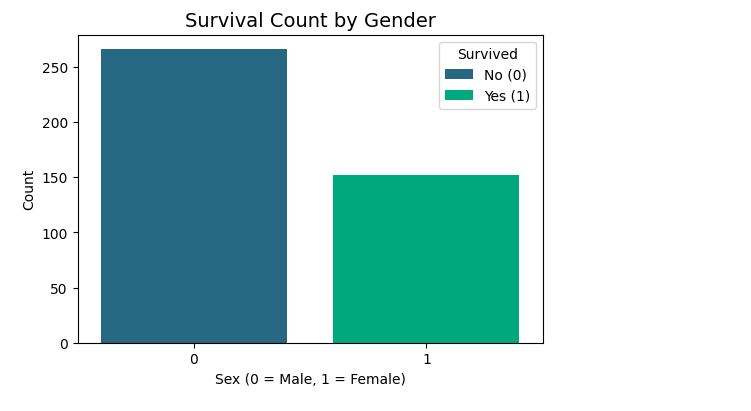 Survival Count by Gender
Survived
No (0)
Yes (1)
250
200
150
100
50
0
Count
0
1
Sex (0 = Male, 1 = Female)